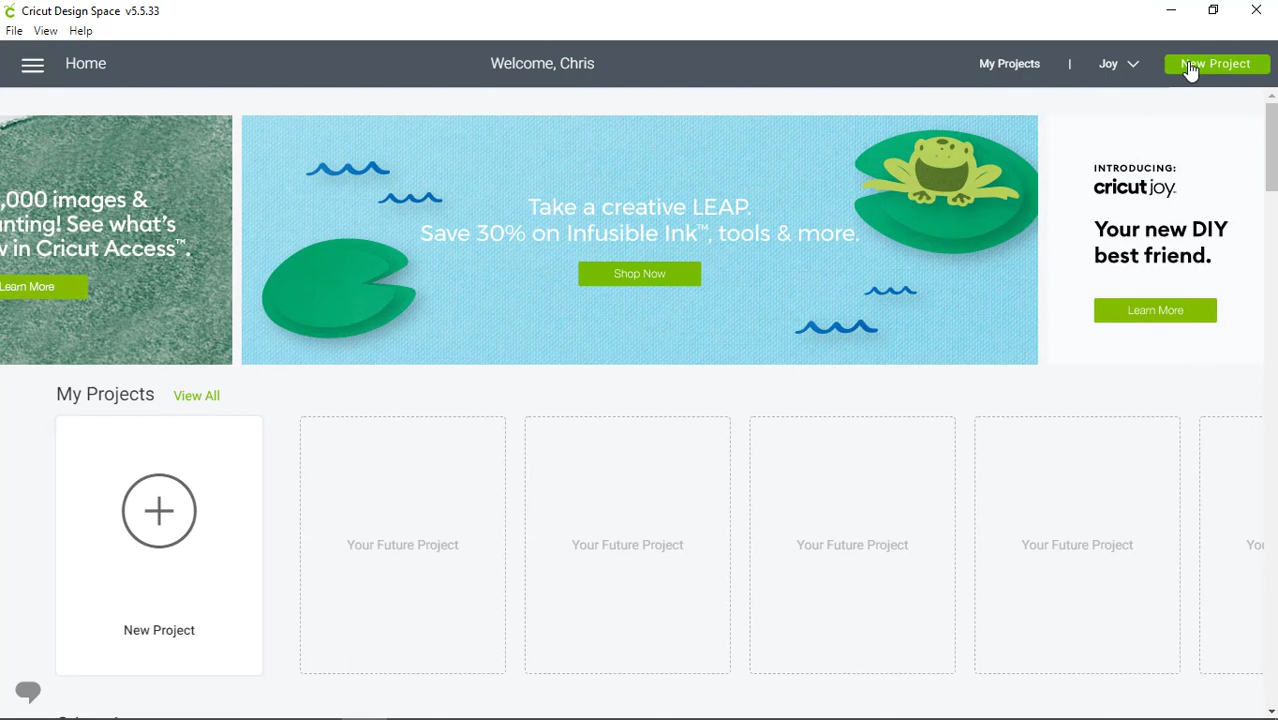 Cricut Design Space v5.5.33
File View Help
Home
Welcome, Chris
My Projects | Joy
New Project
,000 images &
unting! See what's
w in Cricut Access™.
Learn More
Take a creative LEAP.
Save 30% on Infusible Ink™, tools & more.
Shop Now
INTRODUCING:
cricut joy.
Your new DIY
best friend.
Learn More
My Projects View All
New Project
Your Future Project
Your Future Project
Your Future Project
Your Future Project